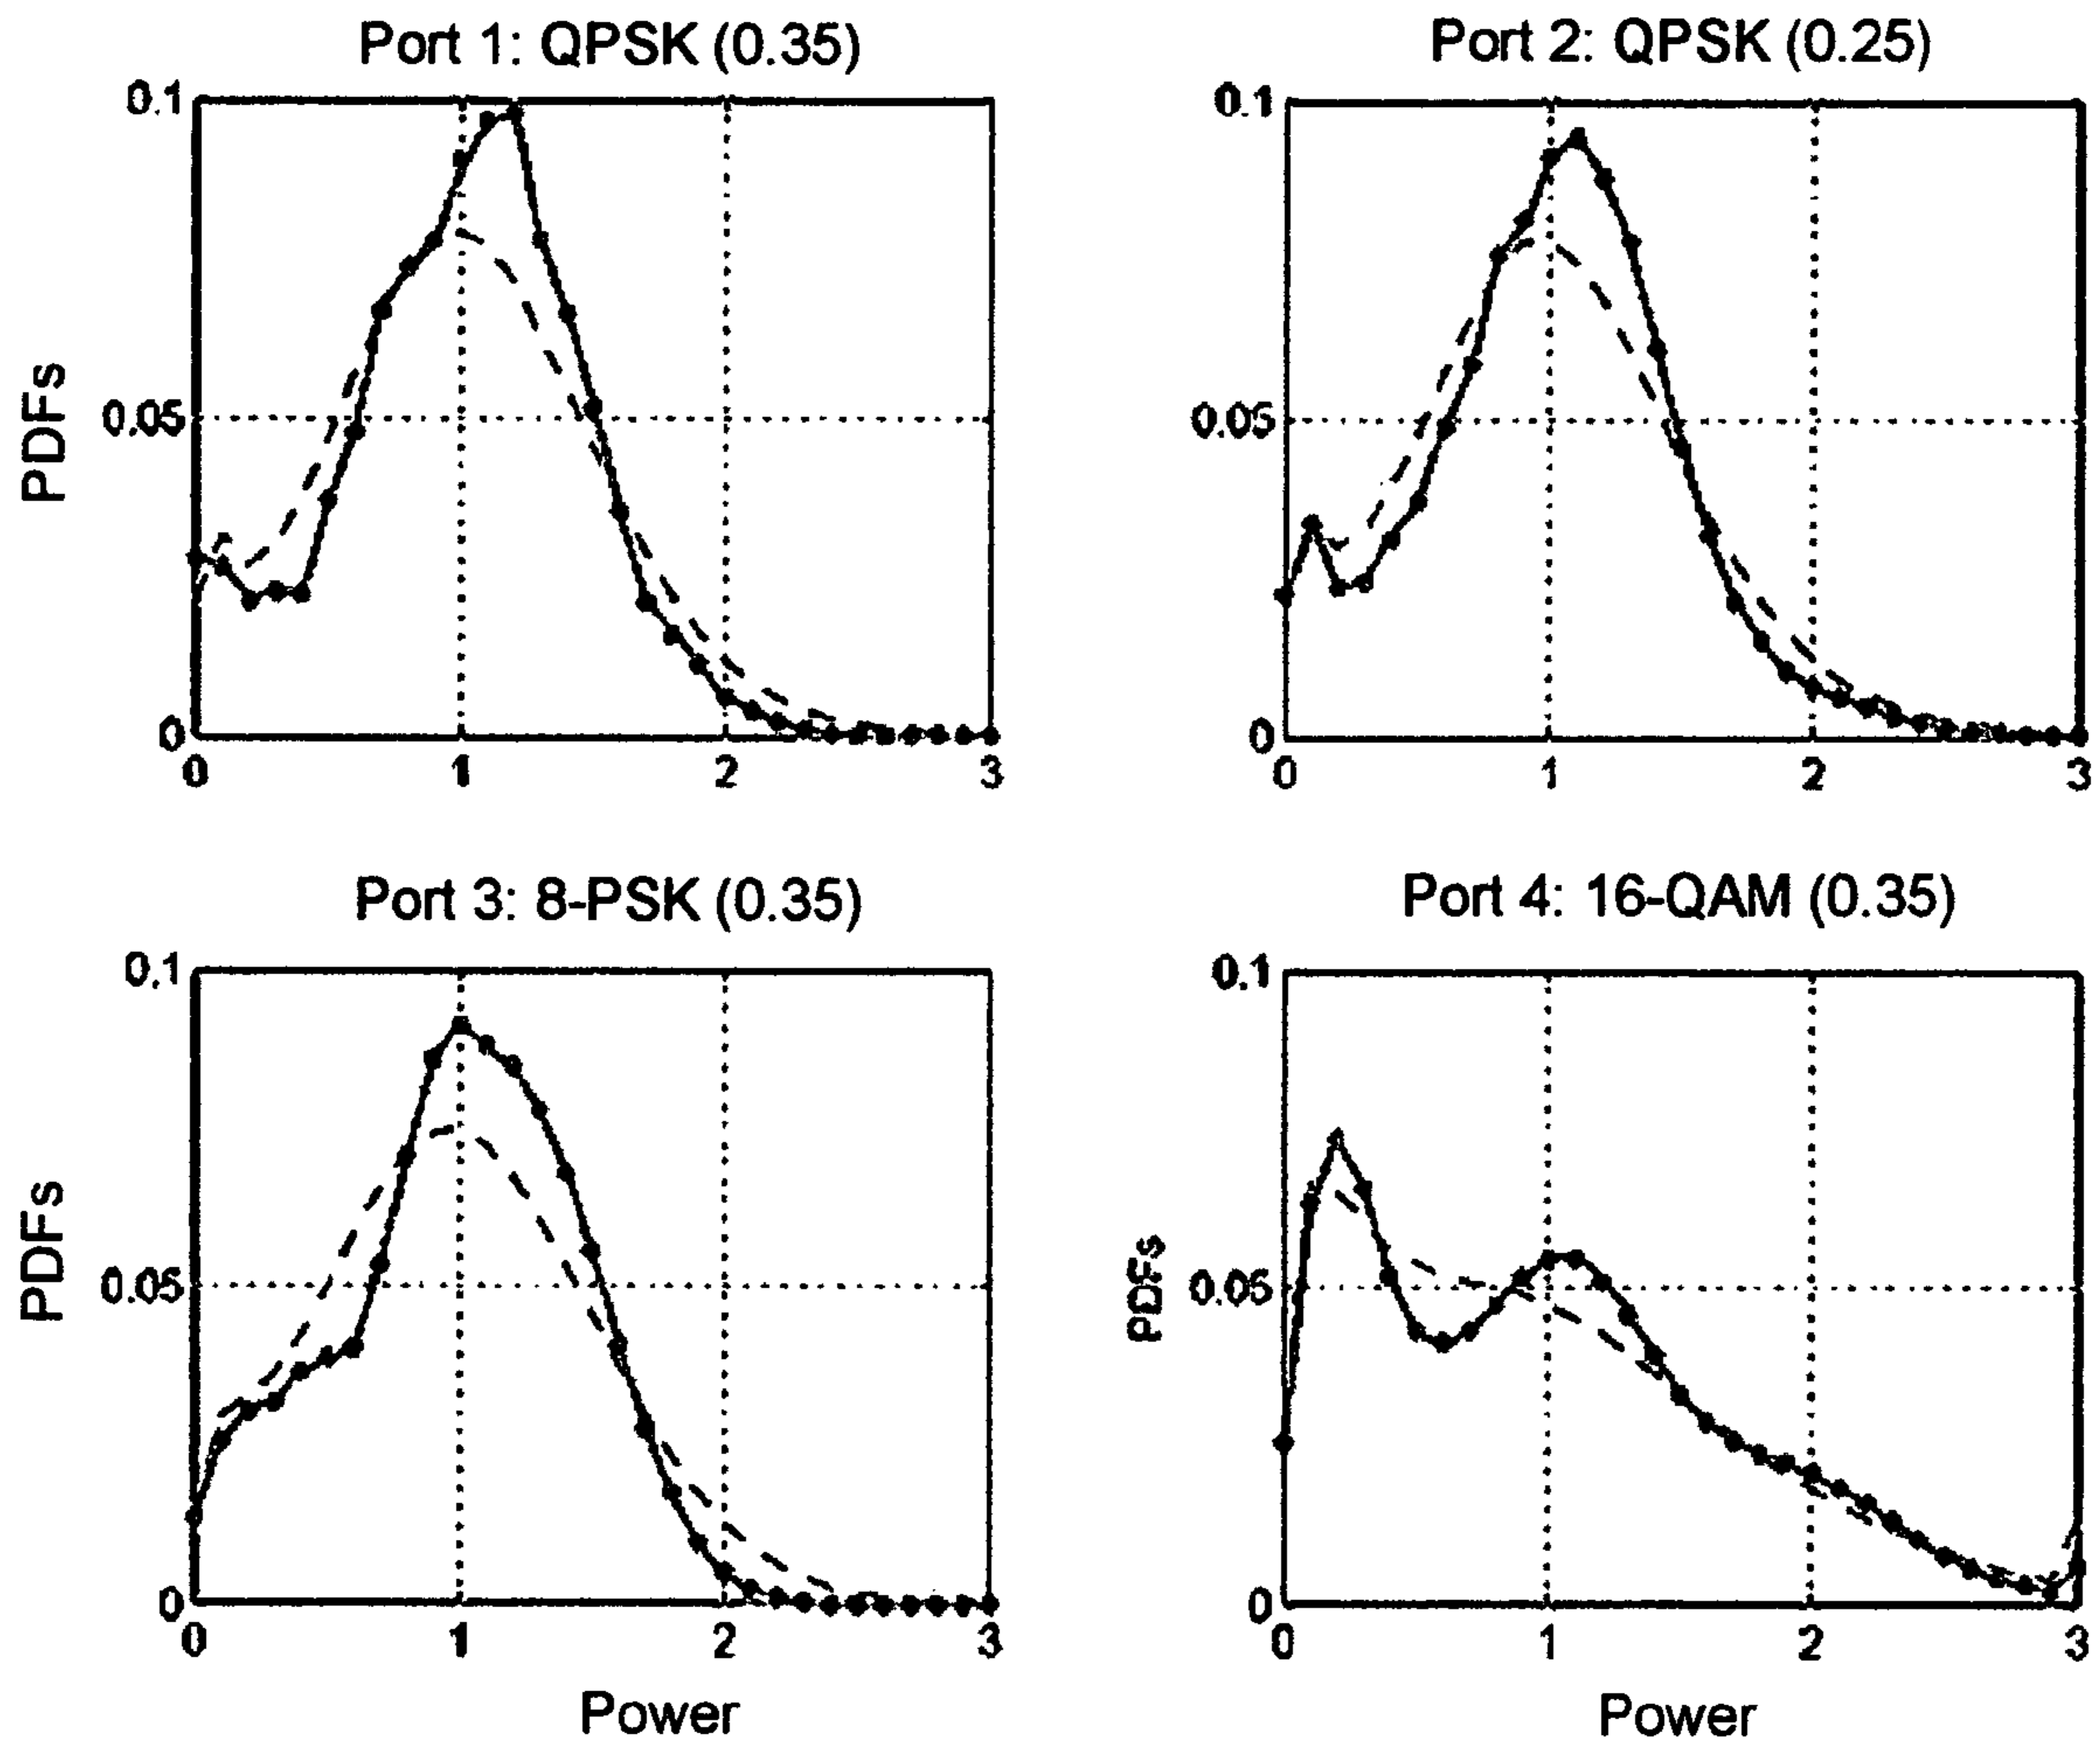 Port 1: QPSK (0.35)
0.1
0.05
0
0 1 2 3
PDFs
Port 2: QPSK (0.25)
0.1
0.05
0
0 1 2 3
Port 3: 8-PSK (0.35)
0.1
0.05
0
0 1 2 3
PDFs
Power
Port 4: 16-QAM (0.35)
0.1
0.05
0
0 1 2 3
PDFs
Power